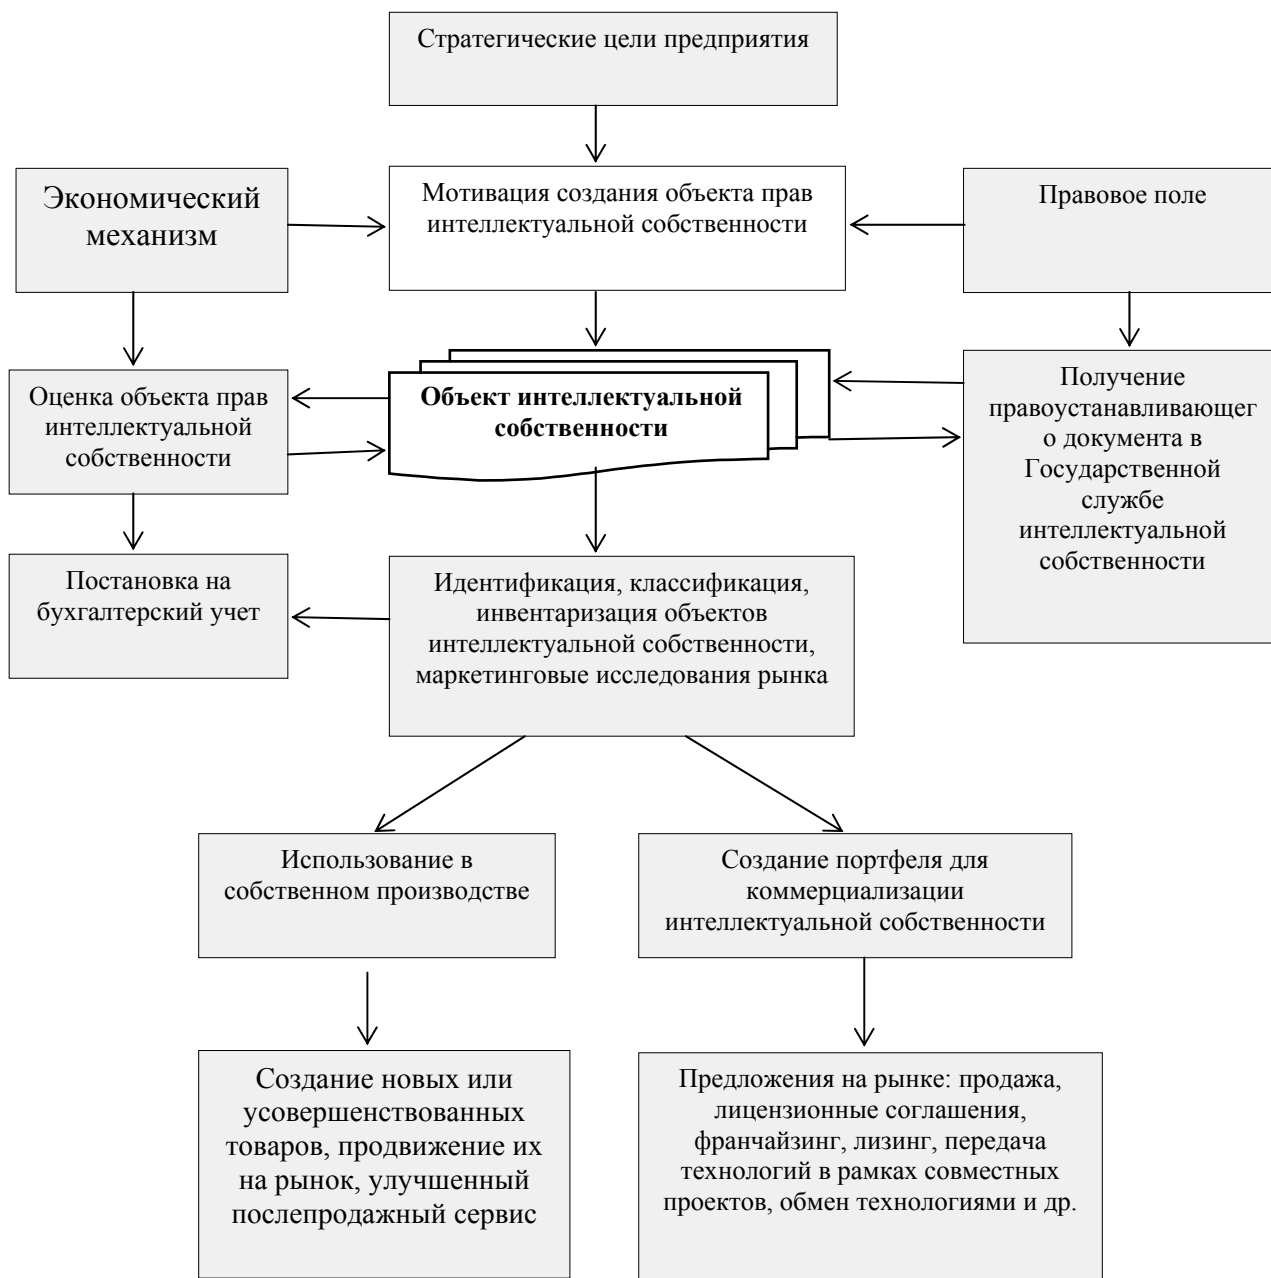 Стратегические цели предприятия
Экономический
механизм
Мотивация создания объекта прав
интеллектуальной собственности
Правовое поле
Оценка объекта прав
интеллектуальной
собственности
Объект интеллектуальной
собственности
Получение
правоустанавливающег
о документа в
Государственной
службе
интеллектуальной
собственности
Постановка на
бухгалтерский учет
Идентификация, классификация,
инвентаризация объектов
интеллектуальной собственности,
маркетинговые исследования рынка
Использование в
собственном производстве
Создание портфеля для
коммерциализации
интеллектуальной собственности
Создание новых или
усовершенствованных
товаров, продвижение их
на рынок, улучшенный
послепродажный сервис
Предложения на рынке: продажа,
лицензионные соглашения,
франчайзинг, лизинг, передача
технологий в рамках совместных
проектов, обмен технологиями и др.